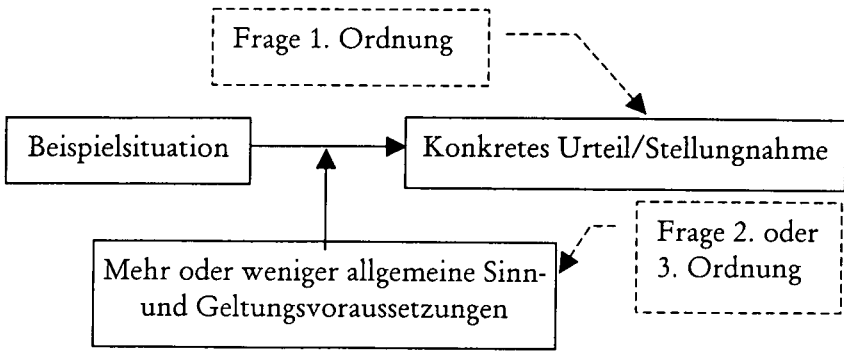 Frage 1. Ordnung
Beispielsituation
Konkretes Urteil/Stellungnahme
Mehr oder weniger allgemeine Sinn-
und Geltungsvoraussetzungen
Frage 2. oder
3. Ordnung